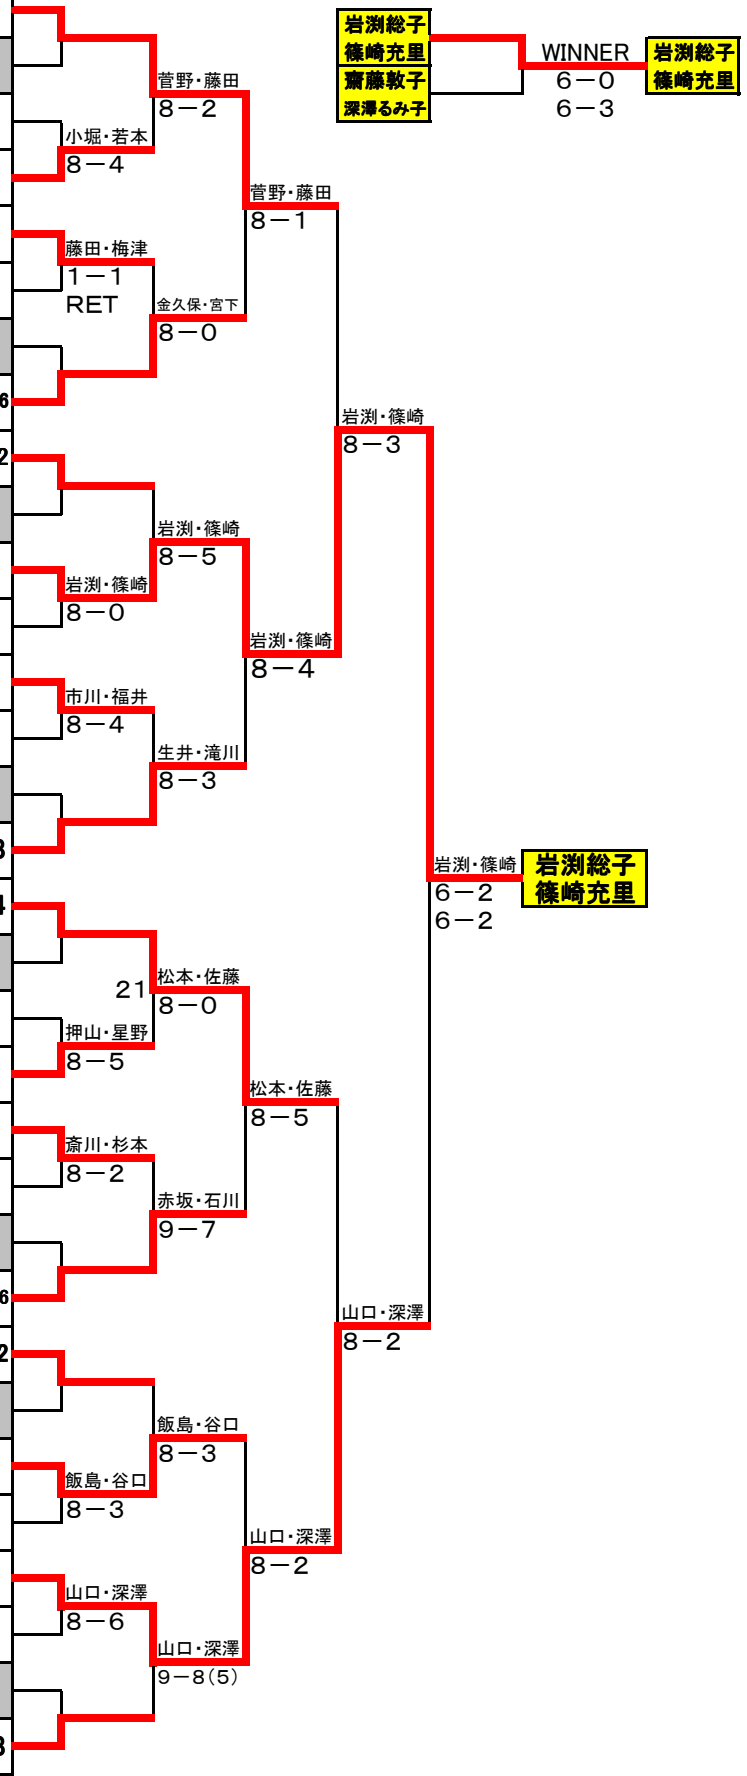 岩渕総子
篠崎充里
齋藤敦子
深澤るみ子
WINNER
6－0
6－3
岩渕総子
篠崎充里
菅野・藤田
8－2
小堀・若本
8－4
菅野・藤田
8－1
藤田・梅津
1－1
RET
金久保・宮下
8－0
6
岩渕・篠崎
8－3
2
岩渕・篠崎
8－5
岩渕・篠崎
8－0
岩渕・篠崎
8－4
市川・福井
8－4
生井・滝川
8－3
3
岩渕・篠崎
6－2
6－2
岩渕総子
篠崎充里
4
21
松本・佐藤
8－0
押山・星野
8－5
松本・佐藤
8－5
斎川・杉本
8－2
赤坂・石川
9－7
6
山口・深澤
8－2
2
飯島・谷口
8－3
飯島・谷口
8－3
山口・深澤
8－2
山口・深澤
8－6
山口・深澤
9－8(5)
3